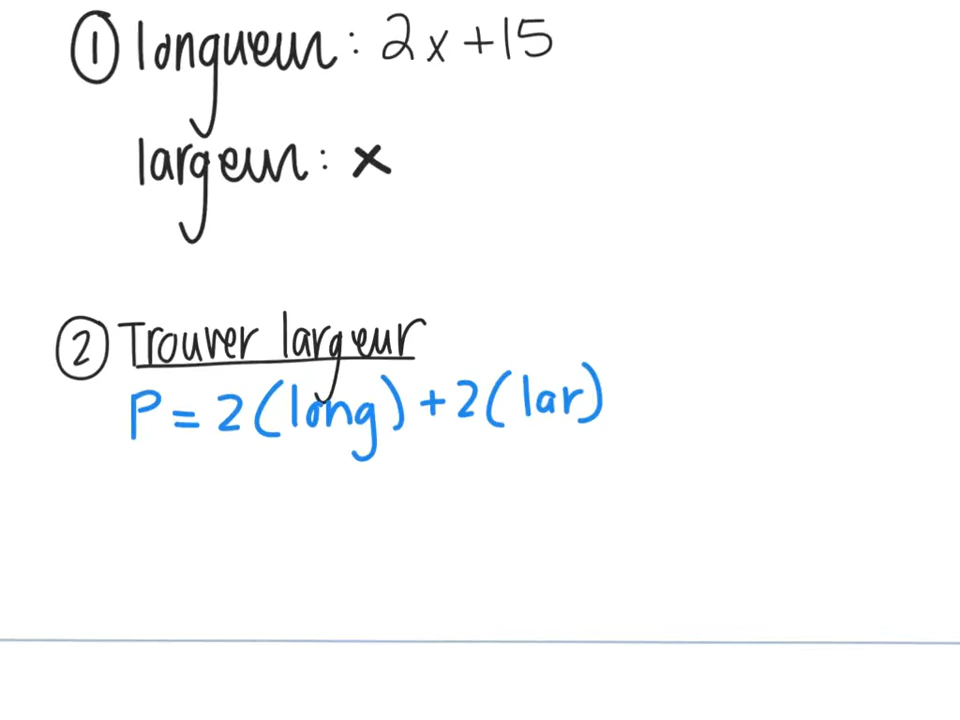 ① longueur : 2x+15
largeur : x
② Trouver largeur
P = 2(long) + 2(lar)